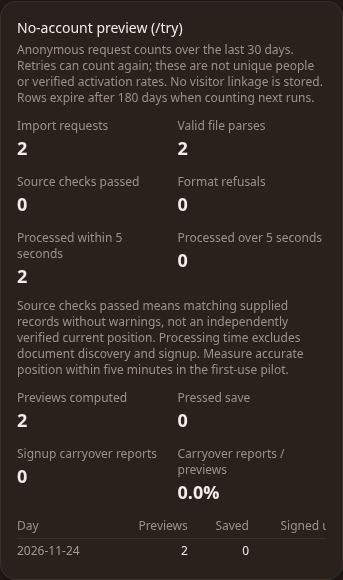 No-account preview (/try)
Anonymous request counts over the last 30 days.
Retries can count again; these are not unique people
or verified activation rates. No visitor linkage is stored.
Rows expire after 180 days when counting next runs.
Import requests
2
Valid file parses
2
Source checks passed
0
Format refusals
0
Processed within 5
seconds
2
Processed over 5 seconds
0
Source checks passed means matching supplied
records without warnings, not an independently
verified current position. Processing time excludes
document discovery and signup. Measure accurate
position within five minutes in the first-use pilot.
Previews computed
2
Pressed save
0
Signup carryover reports
0
Carryover reports /
previews
0.0%
Day Previews Saved Signed
2026-11-24 2 0